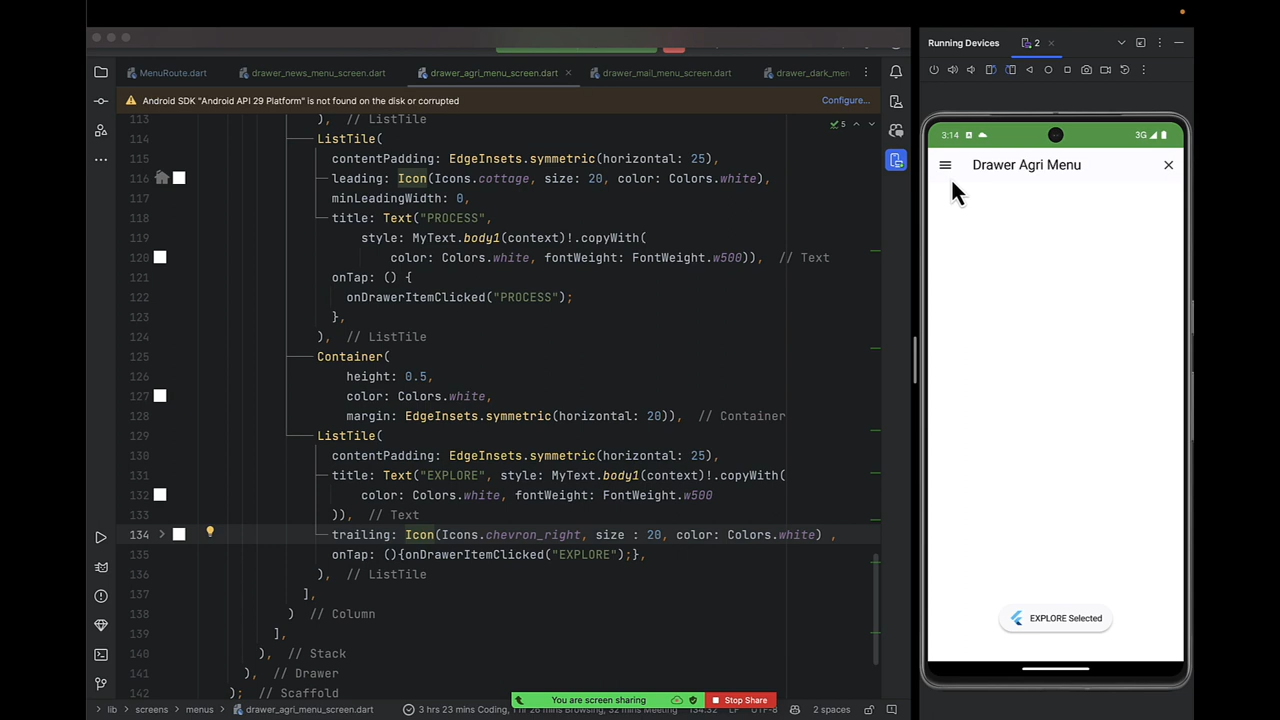 Running Devices
2
MenuRoute.dart
drawer_news_menu_screen.dart
drawer_agri_menu_screen.dart
drawer_mail_menu_screen.dart
drawer_dark_men
Android SDK "Android API 29 Platform" is not found on the disk or corrupted
Configure...
5
113 ), // ListTile
114 ListTile(
115 contentPadding: EdgeInsets.symmetric(horizontal: 25),
116 leading: Icon(Icons.cottage, size: 20, color: Colors.white),
117 minLeadingWidth: 0,
118 title: Text("PROCESS",
119 style: MyText.body1(context)!.copyWith(
120 color: Colors.white, fontWeight: FontWeight.w500)), // Text
121 onTap: () {
122 onDrawerItemClicked("PROCESS");
123 },
124 ), // ListTile
125 Container(
126 height: 0.5,
127 color: Colors.white,
128 margin: EdgeInsets.symmetric(horizontal: 20)), // Container
129 ListTile(
130 contentPadding: EdgeInsets.symmetric(horizontal: 25),
131 title: Text("EXPLORE", style: MyText.body1(context)!.copyWith(
132 color: Colors.white, fontWeight: FontWeight.w500
133 )), // Text
134 trailing: Icon(Icons.chevron_right, size : 20, color: Colors.white) ,
135 onTap: (){onDrawerItemClicked("EXPLORE");},
136 ), // ListTile
137 ],
138 ) // Column
139 ],
140 ), // Stack
141 ), // Drawer
142 ); // Scaffold
3:14
3G
Drawer Agri Menu
EXPLORE Selected
You are screen sharing
Stop Share
lib > screens > menus > drawer_agri_menu_screen.dart
3 hrs 23 mins Coding,
2 spaces